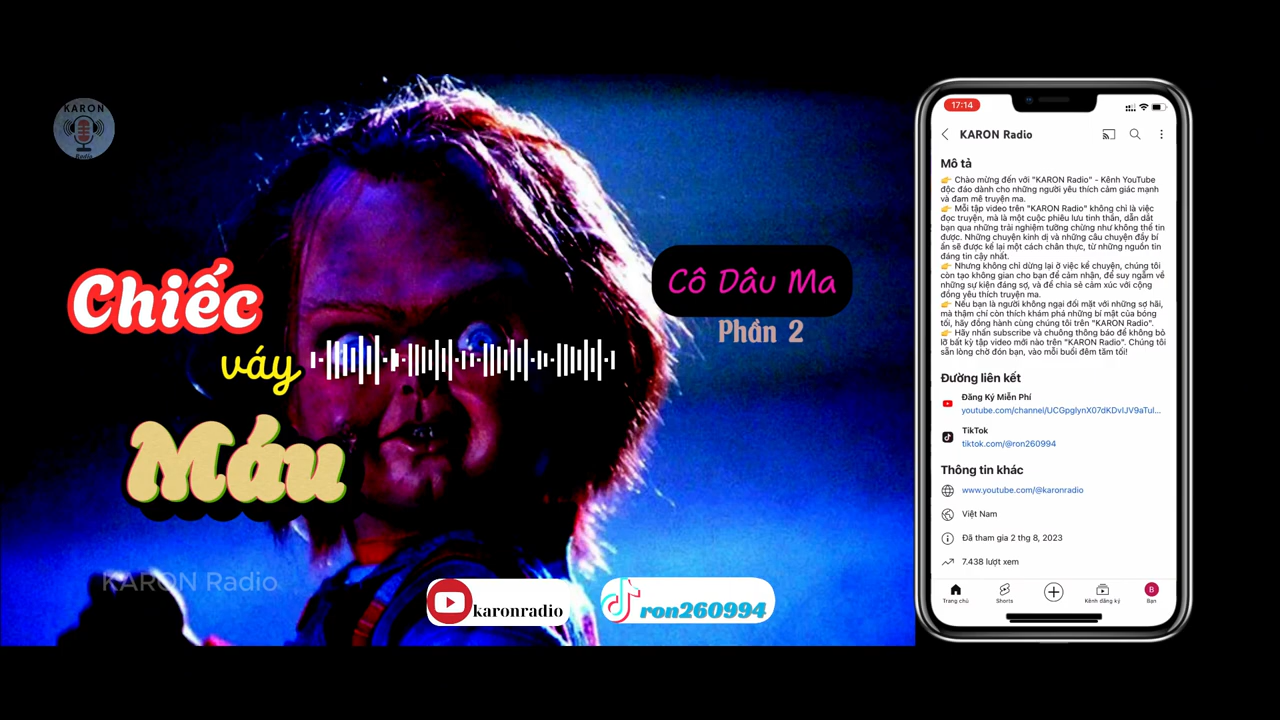 KARON
Radio
Chiếc
váy
Máu
Cô Dâu Ma
Phần 2
KARON Radio
karonradio
ron260994
17:14
KARON Radio
Mô tả
👉 Chào mừng đến với "KARON Radio" - Kênh YouTube
độc đáo dành cho những người yêu thích cảm giác mạnh
và đam mê truyện ma.
👉 Mỗi tập video trên "KARON Radio" không chỉ là việc
đọc truyện, mà là một cuộc phiêu lưu tinh thần, dẫn dắt
bạn qua những trải nghiệm tưởng chừng như không thể tin
được. Những chuyện kinh dị và những câu chuyện đầy bí
ẩn sẽ được kể lại một cách chân thực, từ những nguồn tin
đáng tin cậy nhất.
👉 Nhưng không chỉ dừng lại ở việc kể chuyện, chúng tôi
còn tạo không gian cho bạn để cảm nhận, để suy ngẫm về
những sự kiện đáng sợ, và để chia sẻ cảm xúc với cộng
đồng yêu thích truyện ma.
👉 Nếu bạn là người không ngại đối mặt với những sợ hãi,
mà thậm chí còn thích khám phá những bí mật của bóng
tối, hãy đồng hành cùng chúng tôi trên "KARON Radio".
👉 Hãy nhấn subscribe và chuông thông báo để không bỏ
lỡ bất kỳ tập video mới nào trên "KARON Radio". Chúng tôi
sẵn lòng chờ đón bạn, vào mỗi buổi đêm tăm tối!
Đường liên kết
Đăng Ký Miễn Phí
youtube.com/channel/UCGpglynX07dKDvIJV9aTul...
TikTok
tiktok.com/@ron260994
Thông tin khác
www.youtube.com/@karonradio
Việt Nam
Đã tham gia 2 thg 8, 2023
7.438 lượt xem
Trang chủ
Shorts
Kênh đăng ký
B
Bạn